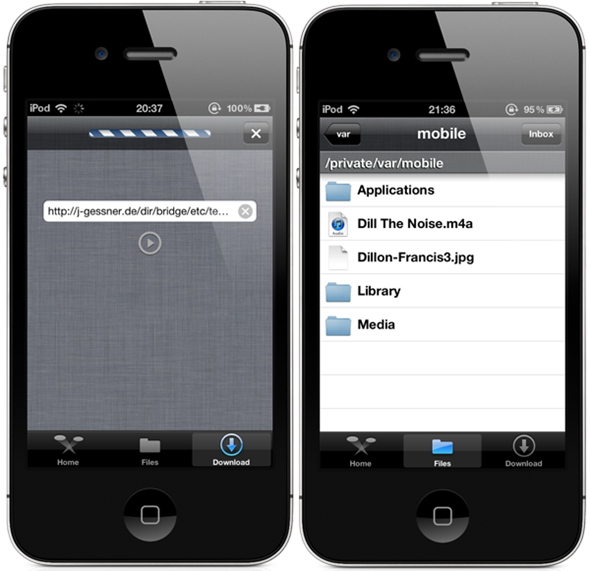 iPod 20:37 100%
http://j-gessner.de/dir/bridge/etc/te...
Home Files Download
iPod 21:36 95%
var mobile Inbox
/private/var/mobile
Applications
Dill The Noise.m4a
Dillon-Francis3.jpg
Library
Media
Home Files Download